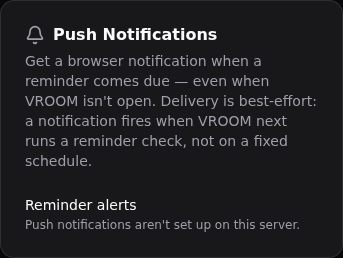 Push Notifications
Get a browser notification when a
reminder comes due — even when
VROOM isn't open. Delivery is best-effort:
a notification fires when VROOM next
runs a reminder check, not on a fixed
schedule.
Reminder alerts
Push notifications aren't set up on this server.